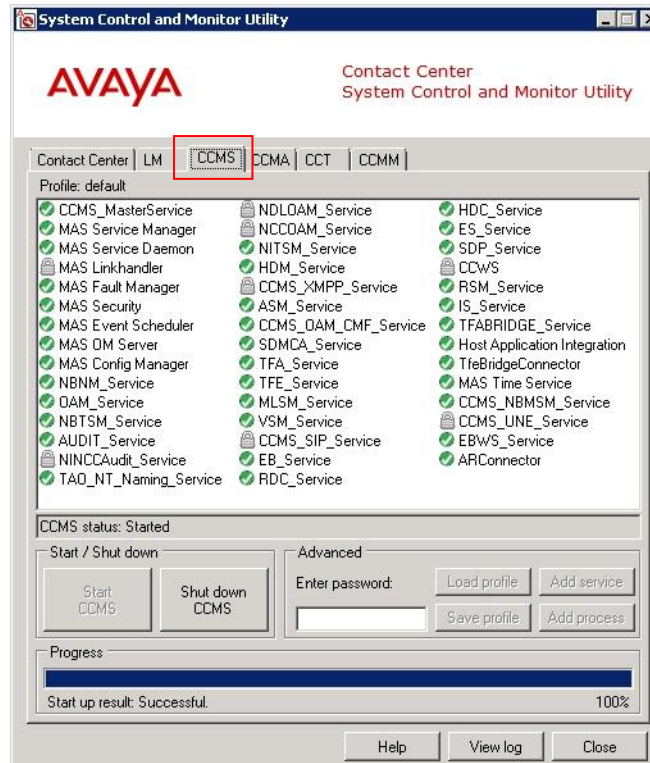 System Control and Monitor Utility
AVAYA
Contact Center
System Control and Monitor Utility
Contact Center LM CCMS CCMA CCT CCMM
Profile: default
CCMS_MasterService NDLOAM_Service HDC_Service
MAS Service Manager NCCOAM_Service ES_Service
MAS Service Daemon NITSM_Service SDP_Service
MAS Linkhandler HDM_Service CCWS
MAS Fault Manager CCMS_XMPP_Service RSM_Service
MAS Security ASM_Service IS_Service
MAS Event Scheduler CCMS_OAM_CMF_Service TFABRIDGE_Service
MAS OM Server SDMCA_Service Host Application Integration
MAS Config Manager TFA_Service TfeBridgeConnector
NBNM_Service TFE_Service MAS Time Service
OAM_Service MLSM_Service CCMS_NBMSM_Service
NBTSM_Service VSM_Service CCMS_UNE_Service
AUDIT_Service CCMS_SIP_Service EBWS_Service
NINCCAudit_Service EB_Service ARConnector
TAO_NT_Naming_Service RDC_Service
CCMS status: Started
Start / Shut down Advanced
Start CCMS Shut down CCMS Enter password: Load profile Add service
Save profile Add process
Progress
Start up result: Successful. 100%
Help View log Close